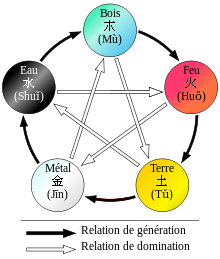 Bois
木
(Mù)
Eau
水
(Shuǐ)
Feu
火
(Huǒ)
Métal
金
(Jīn)
Terre
土
(Tǔ)
Relation de génération
Relation de domination